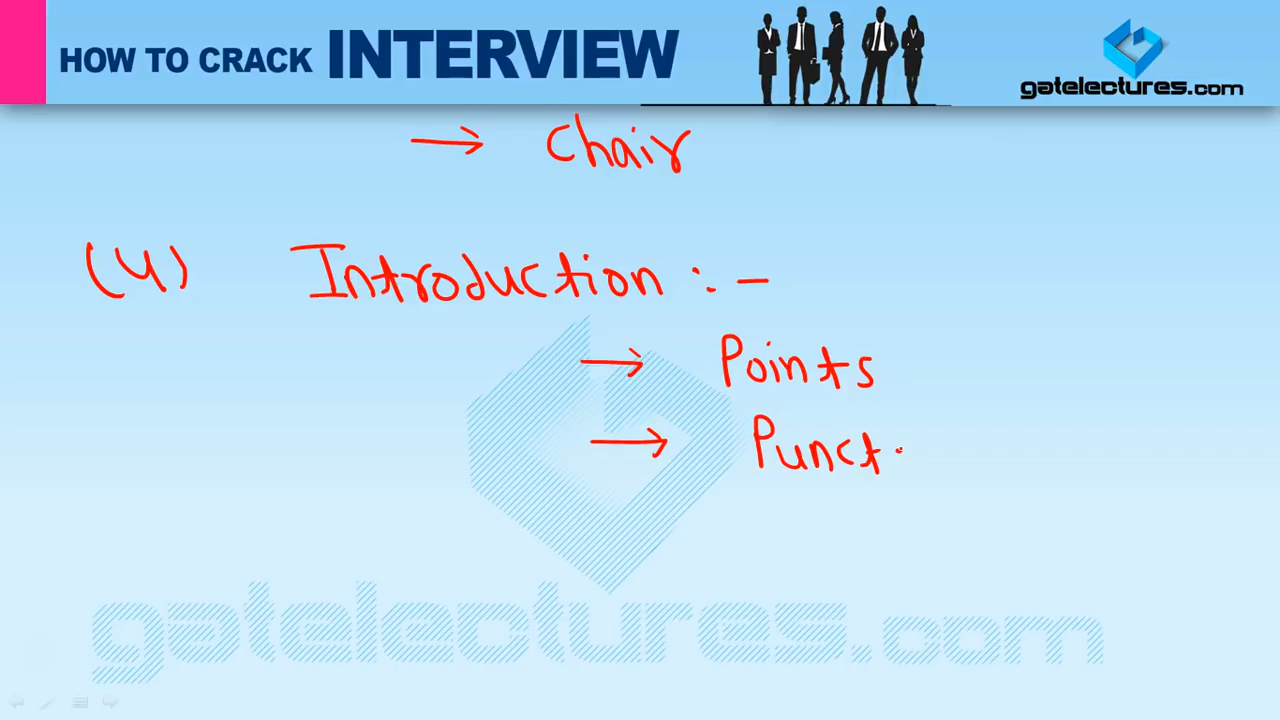 HOW TO CRACK INTERVIEW
gatelectures.com
→ Chair
(4) Introduction : -
→ Points
→ Punct
gatelectures.com